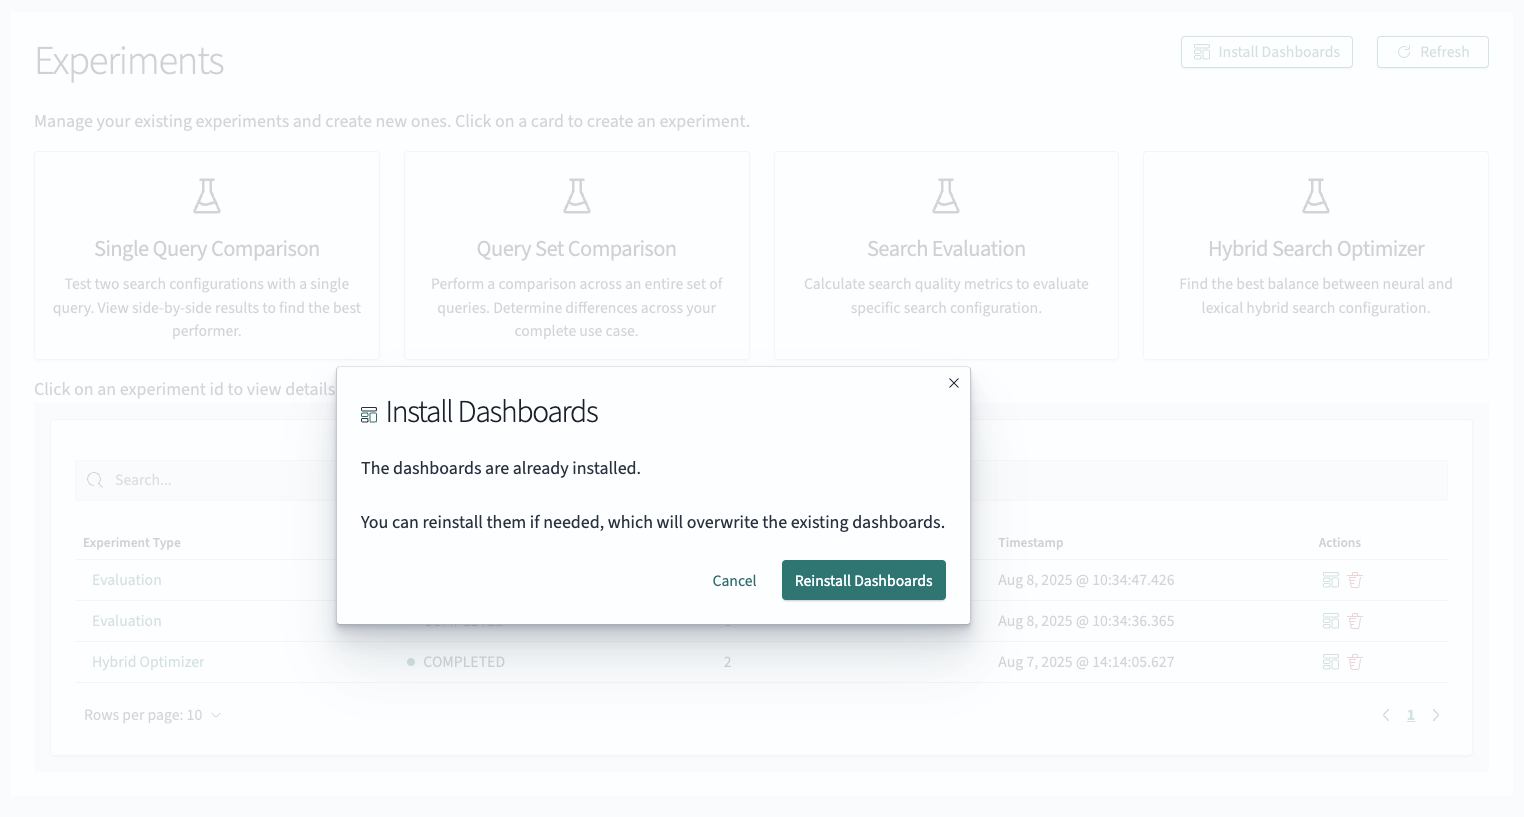 Experiments
Install Dashboards
Refresh
Manage your existing experiments and create new ones. Click on a card to create an experiment.
Single Query Comparison
Test two search configurations with a single
query. View side-by-side results to find the best
performer.
Query Set Comparison
Perform a comparison across an entire set of
queries. Determine differences across your
complete use case.
Search Evaluation
Calculate search quality metrics to evaluate
specific search configuration.
Hybrid Search Optimizer
Find the best balance between neural and
lexical hybrid search configuration.
Click on an experiment id to view details
Install Dashboards
The dashboards are already installed.
You can reinstall them if needed, which will overwrite the existing dashboards.
Cancel
Reinstall Dashboards
Search...
Experiment Type
Timestamp
Actions
Evaluation
Aug 8, 2025 @ 10:34:47.426
Evaluation
Aug 8, 2025 @ 10:34:36.365
Hybrid Optimizer
COMPLETED
2
Aug 7, 2025 @ 14:14:05.627
Rows per page: 10
1